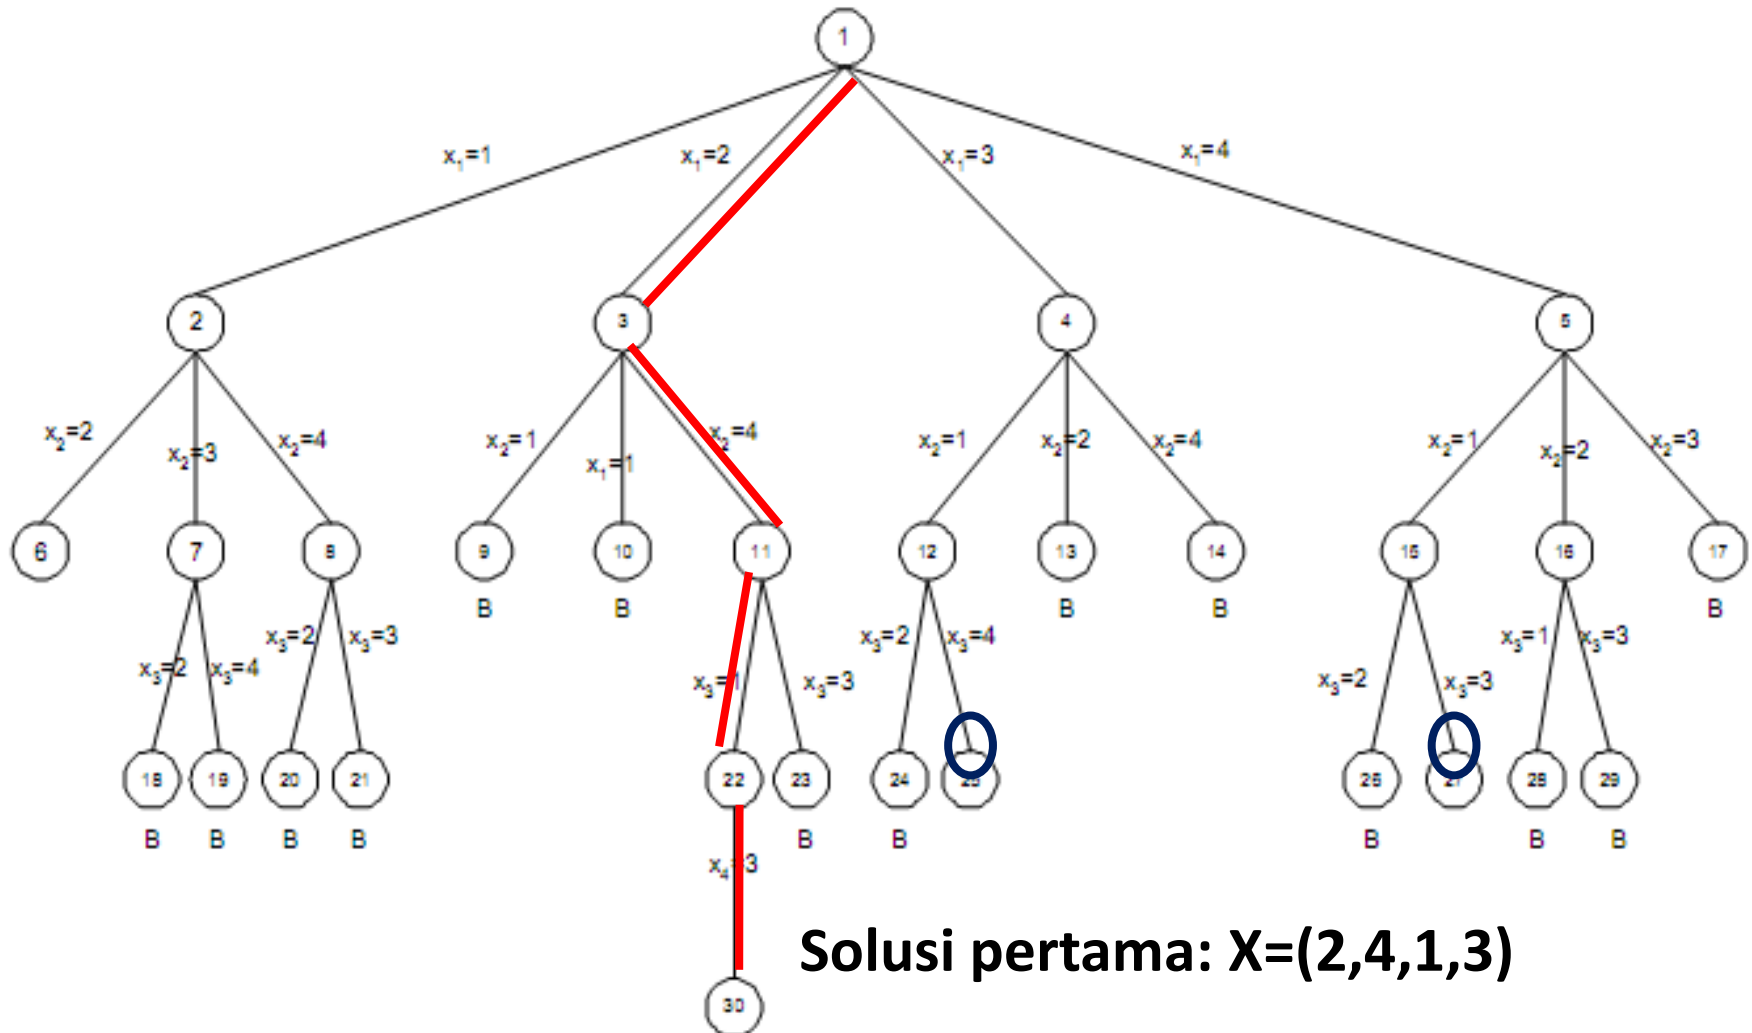 1
x₁=1 x₁=2 x₁=3 x₁=4
2 3 4 5
x₂=2 x₂=3 x₂=4 x₂=1 x₁=1 x₂=4 x₂=1 x₂=2 x₂=4 x₂=1 x₂=2 x₂=3
6 7 8 9 10 11 12 13 14 15 16 17
B B B B B
x₃=2 x₃=4 x₃=2 x₃=3 x₃=1 x₃=3 x₃=2 x₃=4 x₃=2 x₃=3 x₃=1 x₃=3
18 19 20 21 22 23 24 25 26 27 28 29
B B B B B B B B B
x₄=3
Solusi pertama: X=(2,4,1,3)
30